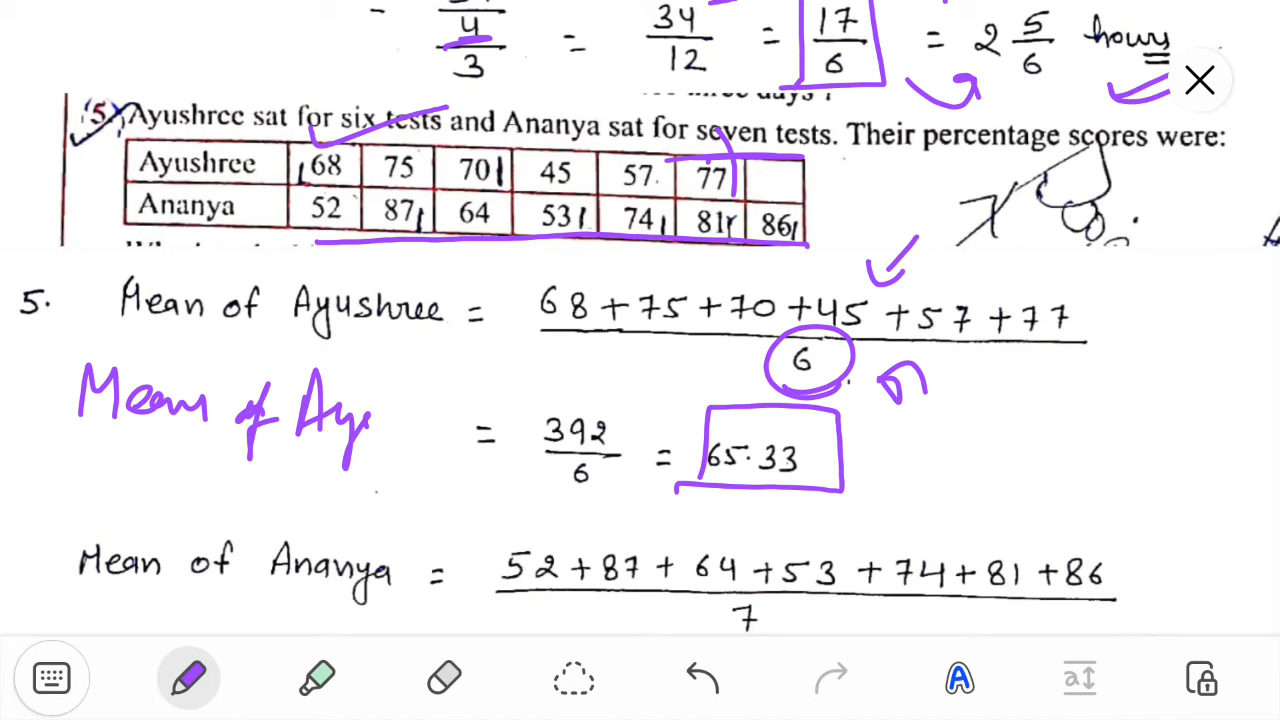 4
3
= 34
12
= 17
6
= 2 5
6 hours
(5) Ayushree sat for six tests and Ananya sat for seven tests. Their percentage scores were:
Ayushree 68 75 70 45 57 77
Ananya 52 87 64 53 74 81 86
5. Mean of Ayushree = 68 + 75 + 70 + 45 + 57 + 77
6
Mean of Ays
= 392
6
= 65.33
Mean of Ananya = 52 + 87 + 64 + 53 + 74 + 81 + 86
7
A
a